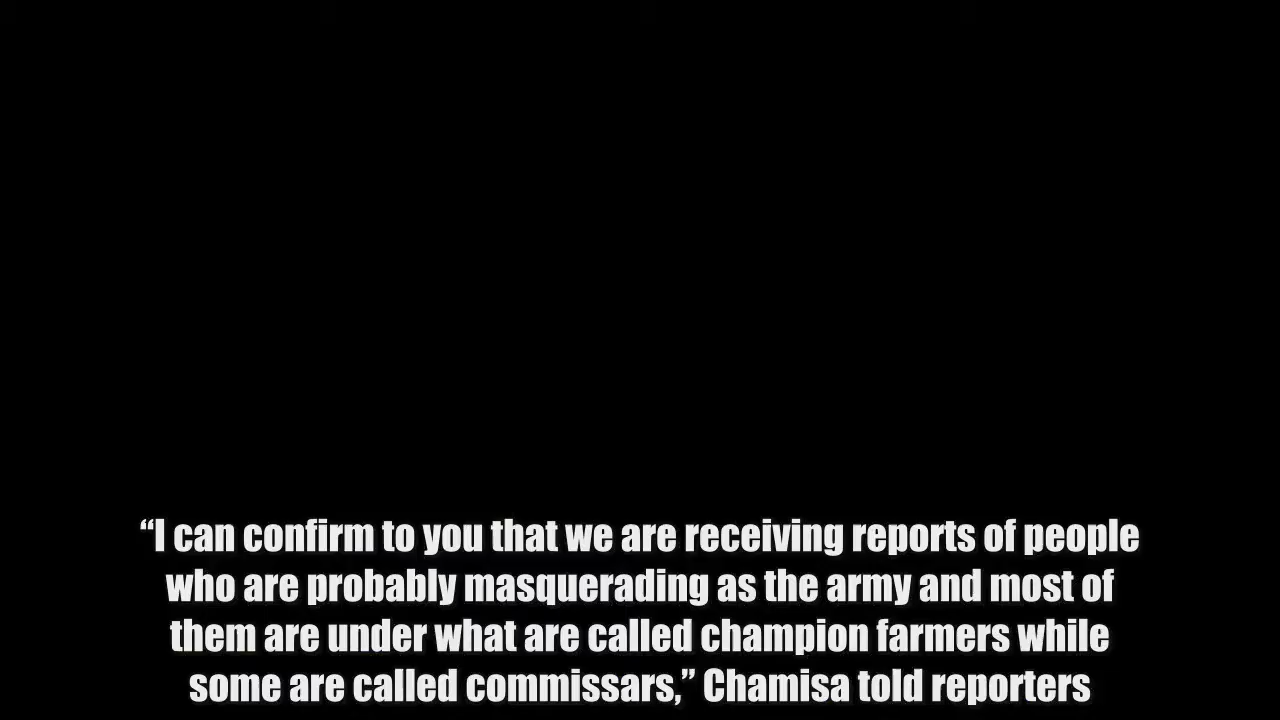 “I can confirm to you that we are receiving reports of people
who are probably masquerading as the army and most of
them are under what are called champion farmers while
some are called commissars,” Chamisa told reporters